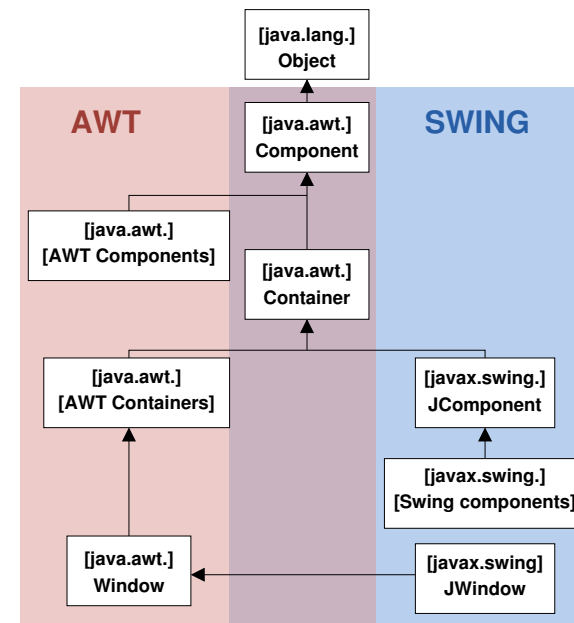 [java.lang.]
Object
AWT
SWING
[java.awt.]
Component
[java.awt.]
[AWT Components]
[java.awt.]
Container
[java.awt.]
[AWT Containers]
[javax.swing.]
JComponent
[javax.swing.]
[Swing components]
[java.awt.]
Window
[javax.swing]
JWindow